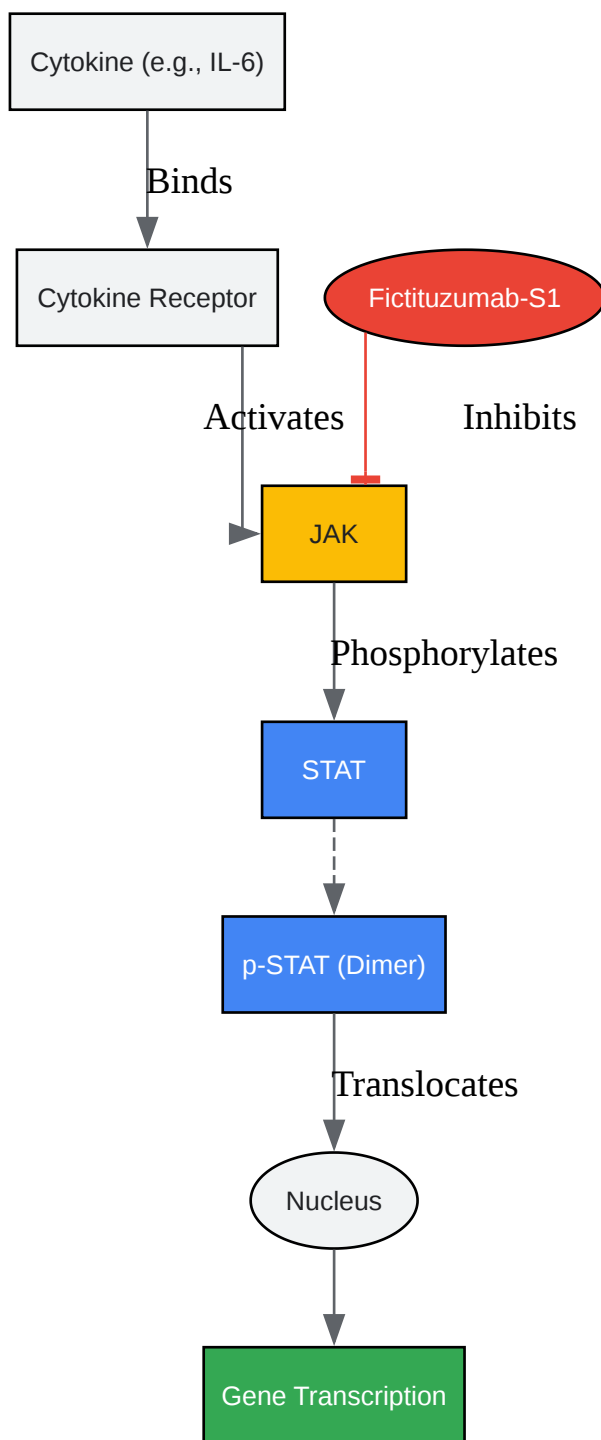 Cytokine (e.g., IL-6)
Binds
Cytokine Receptor
Fictituzumab-S1
Activates
Inhibits
JAK
Phosphorylates
STAT
p-STAT (Dimer)
Translocates
Nucleus
Gene Transcription